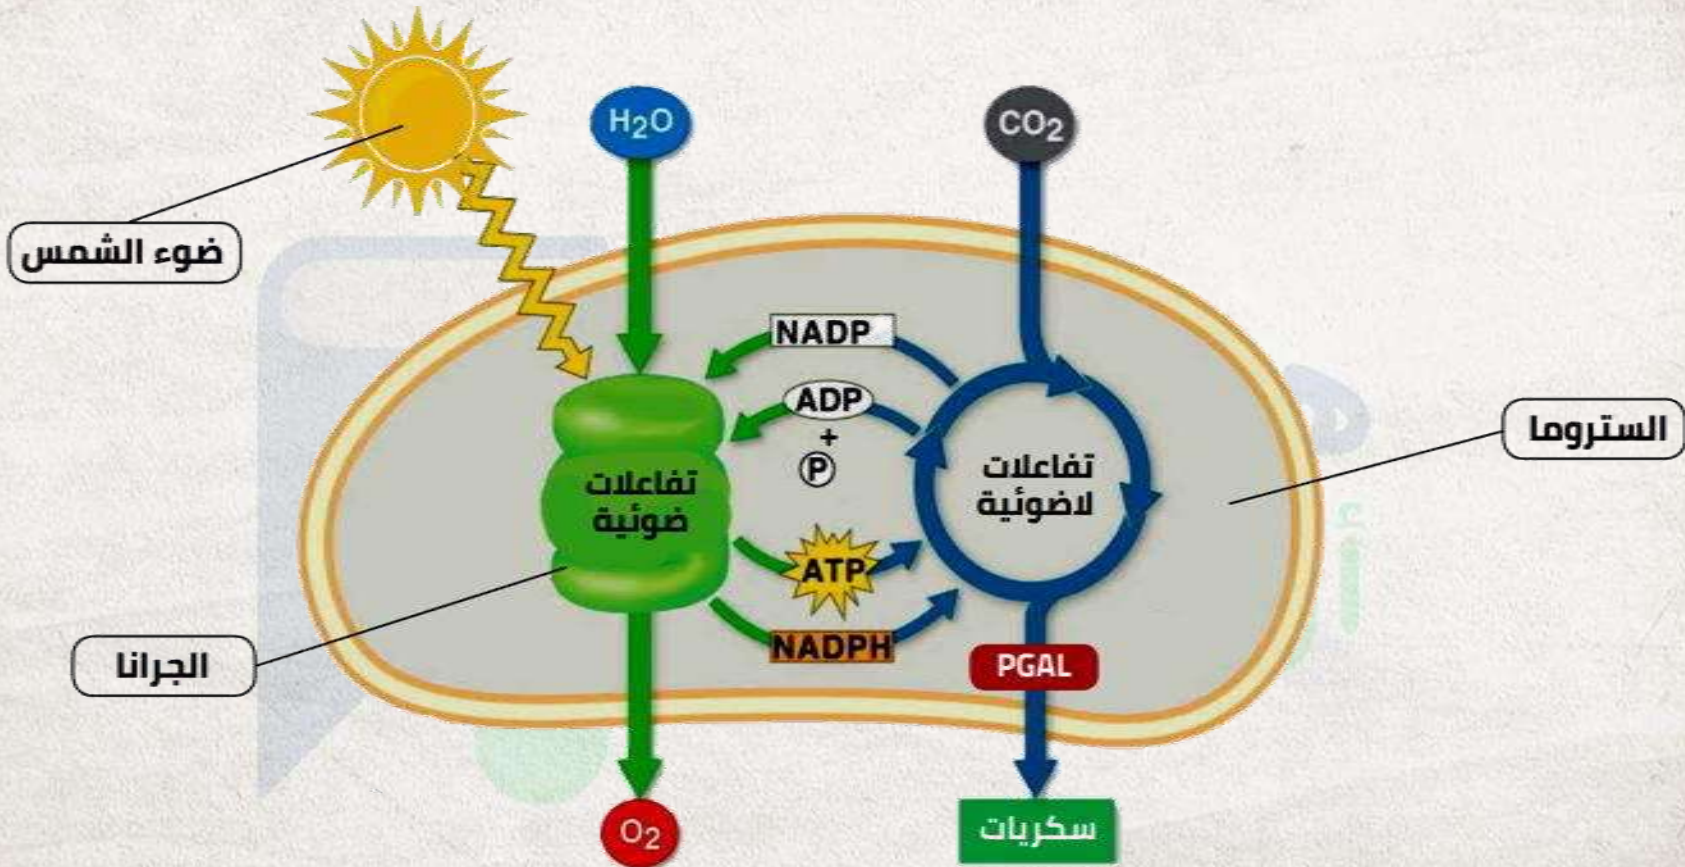 H₂O
CO₂
ضوء الشمس
NADP
ADP
+
P
الستروما
تفاعلات
لاضوئية
تفاعلات
ضوئية
ATP
NADPH
الجرانا
PGAL
O₂
سكريات